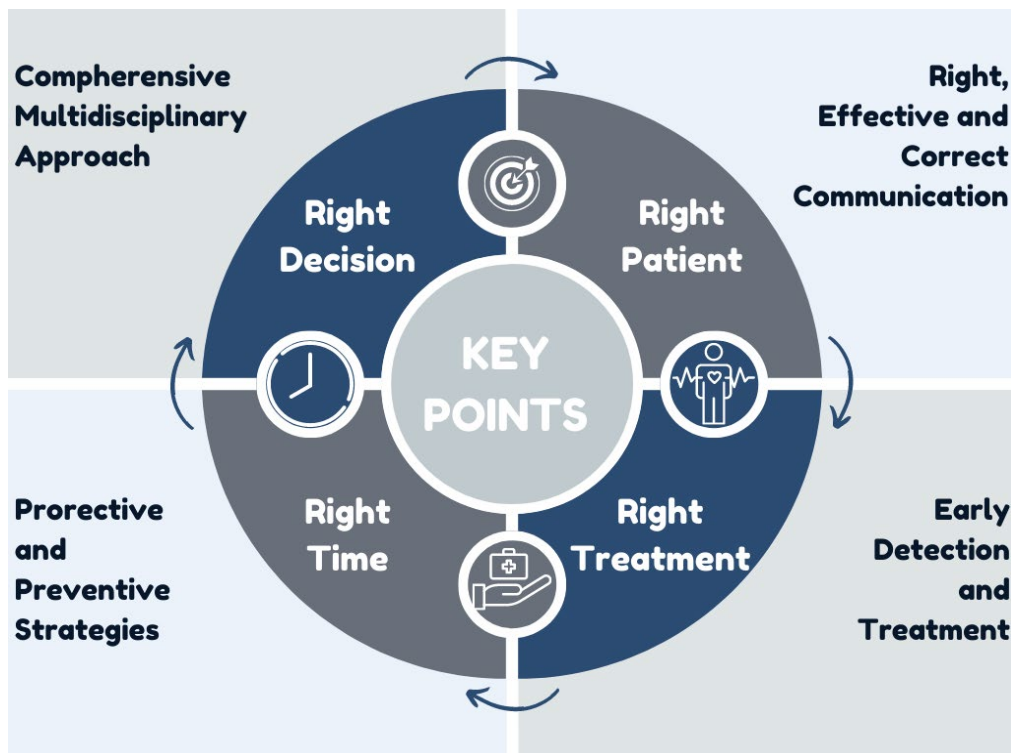 Compherensive
Multidisciplinary
Approach
Right,
Effective and
Correct
Communication
Right
Decision
Right
Patient
KEY
POINTS
Right
Time
Right
Treatment
Prorective
and
Preventive
Strategies
Early
Detection
and
Treatment